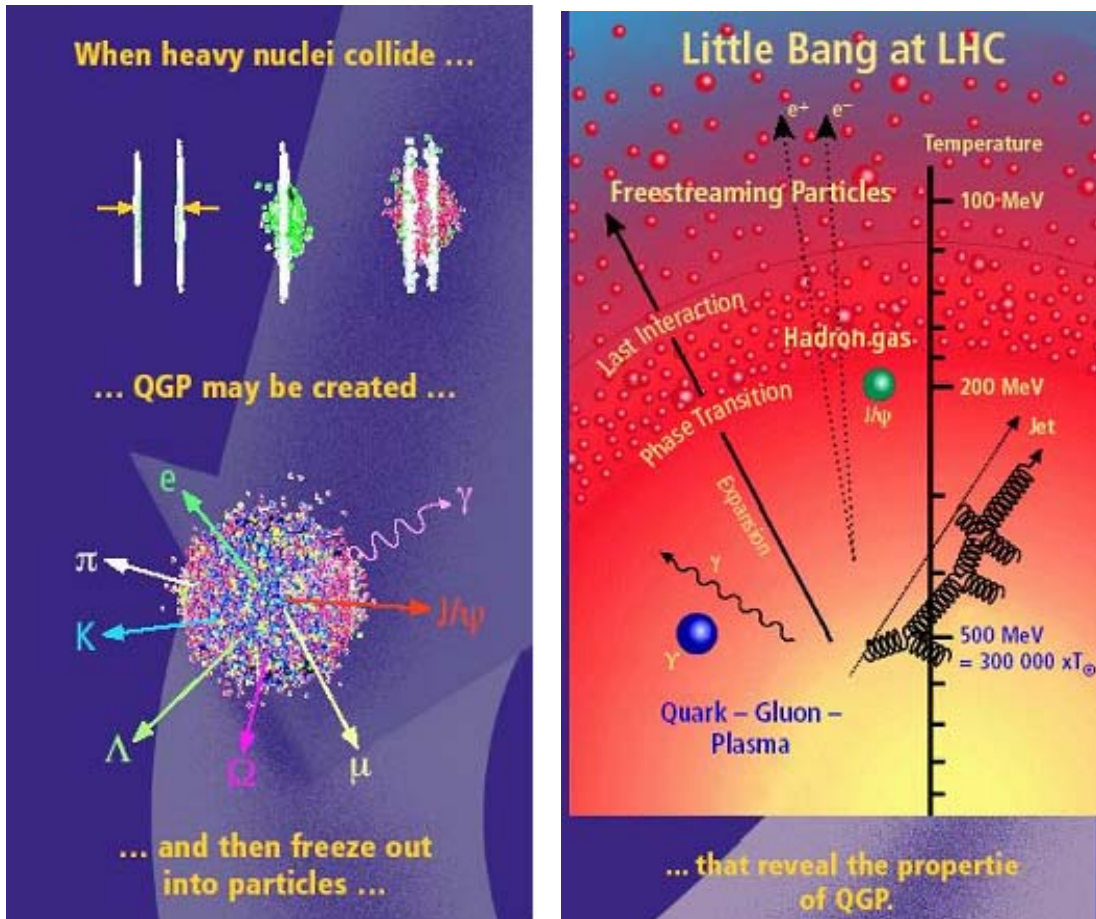 When heavy nuclei collide ...
... QGP may be created ...
e
γ
π
K
J/ψ
Λ
Ω
μ
... and then freeze out
into particles ...
Little Bang at LHC
e+ e−
Temperature
Freestreaming Particles
100 MeV
Last Interaction
Hadron gas
200 MeV
J/ψ
Phase Transition
Jet
Expansion
γ
500 MeV
= 300 000 xT☉
Υ
Quark – Gluon –
Plasma
... that reveal the propertie
of QGP.